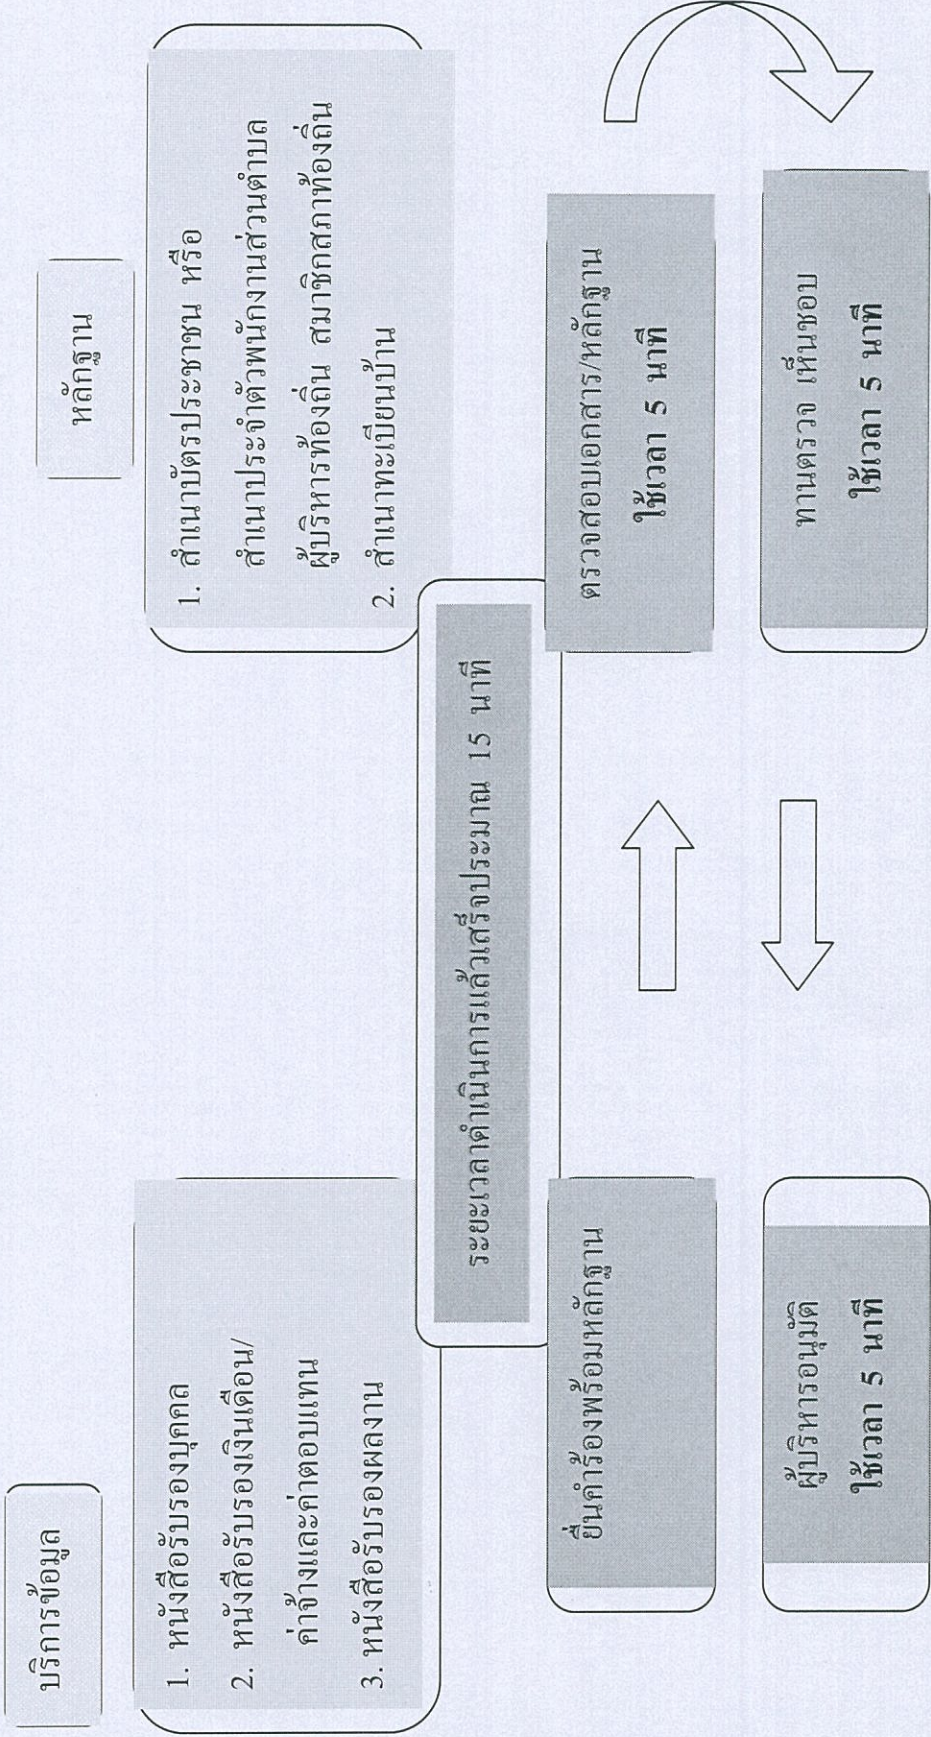 บริการข้อมูล
1. หนังสือรับรองบุคคล
2. หนังสือรับรองเงินเดือน/
ค่าจ้างและค่าตอบแทน
3. หนังสือรับรองผลงาน
หลักฐาน
1. สำเนาบัตรประชาชน หรือ
สำเนาประจำตัวพนักงานส่วนตำบล
ผู้บริหารท้องถิ่น สมาชิกสภาท้องถิ่น
2. สำเนาทะเบียนบ้าน
ระยะเวลาดำเนินการแล้วเสร็จประมาณ 15 นาที
ยื่นคำร้องพร้อมหลักฐาน
ตรวจสอบเอกสาร/หลักฐาน
ใช้เวลา 5 นาที
ทานตรวจ เห็นชอบ
ใช้เวลา 5 นาที
ผู้บริหารอนุมัติ
ใช้เวลา 5 นาที